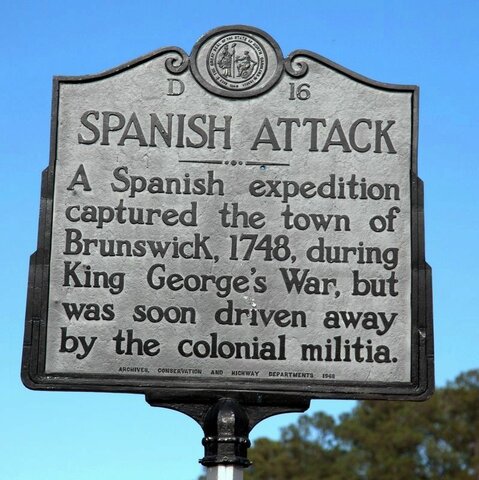 D 16
SPANISH ATTACK
A Spanish expedition
captured the town of
Brunswick, 1748, during
King George's War, but
was soon driven away
by the colonial militia.
ARCHIVES, CONSERVATION AND HIGHWAY DEPARTMENTS 1948